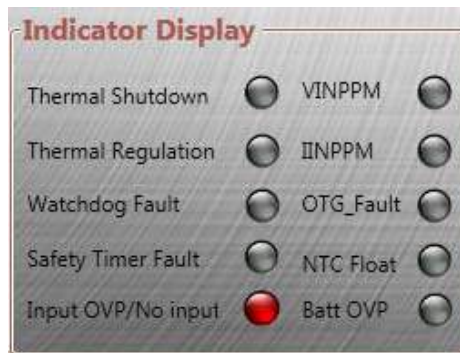 Indicator Display
Thermal Shutdown VINPPM
Thermal Regulation IINPPM
Watchdog Fault OTG_Fault
Safety Timer Fault NTC Float
Input OVP/No input Batt OVP